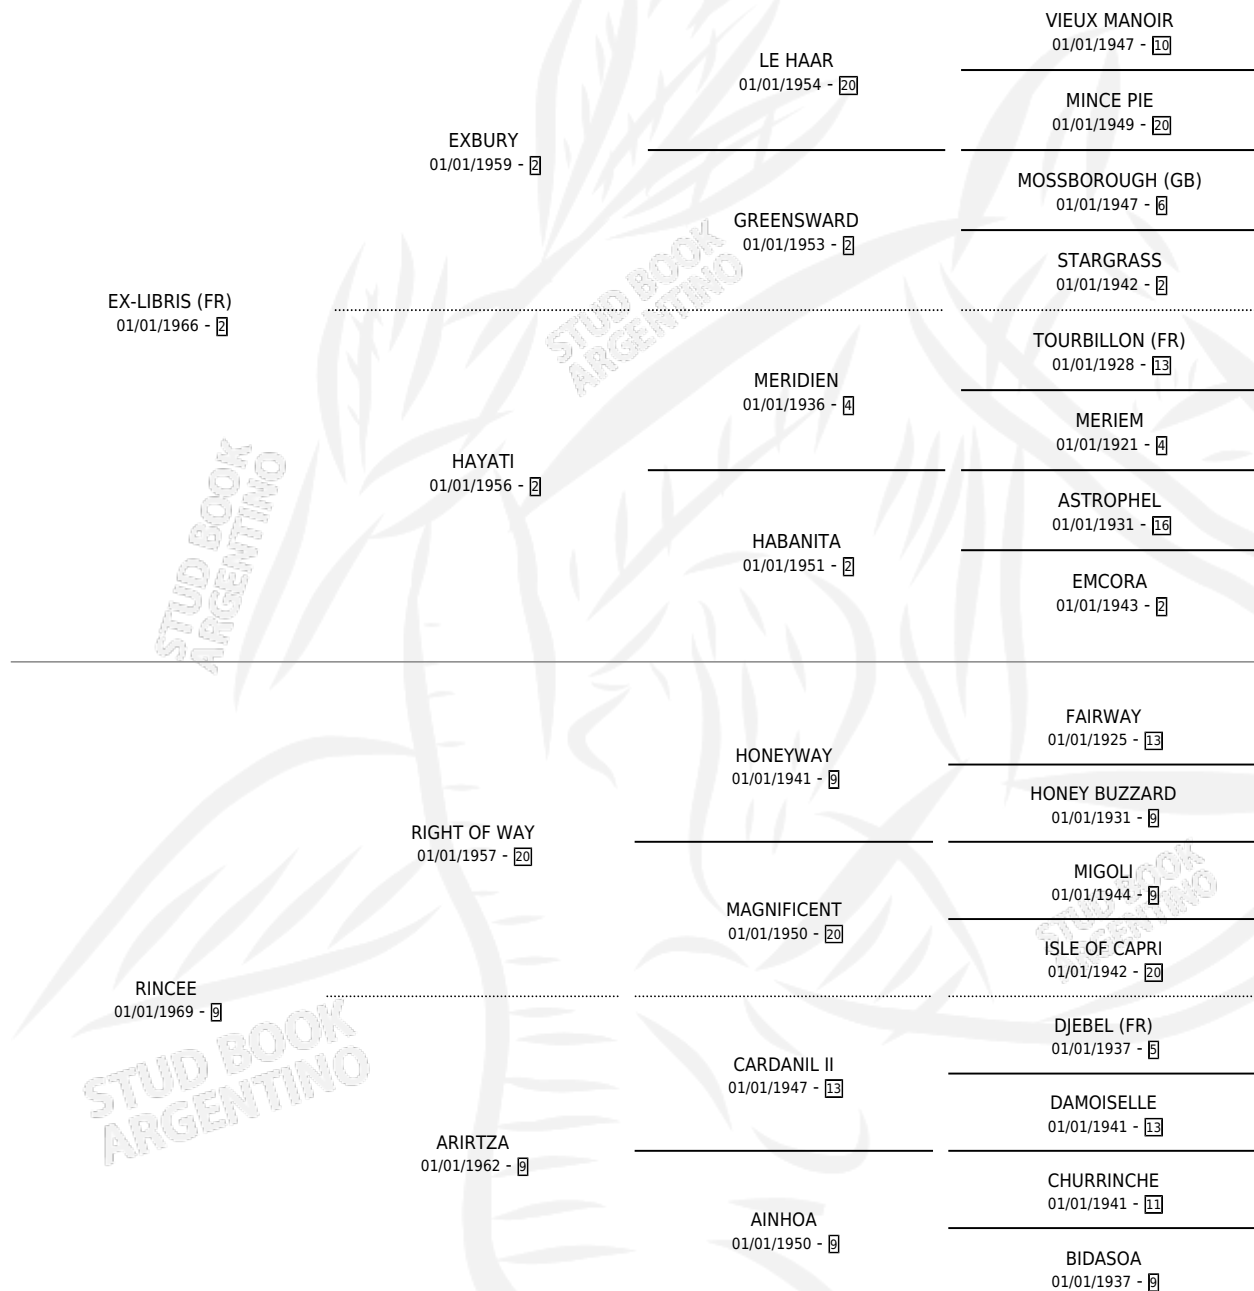 VIEUX MANOIR
01/01/1947 - 10
LE HAAR
01/01/1954 - 20
MINCE PIE
01/01/1949 - 20
EXBURY
01/01/1959 - 2
MOSSBOROUGH (GB)
01/01/1947 - 6
GREENSWARD
01/01/1953 - 2
STARGRASS
01/01/1942 - 2
EX-LIBRIS (FR)
01/01/1966 - 2
TOURBILLON (FR)
01/01/1928 - 13
MERIDIEN
01/01/1936 - 4
MERIEM
01/01/1921 - 4
HAYATI
01/01/1956 - 2
ASTROPHEL
01/01/1931 - 16
HABANITA
01/01/1951 - 2
EMCORA
01/01/1943 - 2
FAIRWAY
01/01/1925 - 13
HONEYWAY
01/01/1941 - 9
HONEY BUZZARD
01/01/1931 - 9
RIGHT OF WAY
01/01/1957 - 20
MIGOLI
01/01/1944 - 9
MAGNIFICENT
01/01/1950 - 20
ISLE OF CAPRI
01/01/1942 - 20
RINCEE
01/01/1969 - 9
DJEBEL (FR)
01/01/1937 - 5
CARDANIL II
01/01/1947 - 13
DAMOISELLE
01/01/1941 - 13
ARIRTZA
01/01/1962 - 9
CHURRINCHE
01/01/1941 - 11
AINHOA
01/01/1950 - 9
BIDASOA
01/01/1937 - 9
STUD BOOK
ARGENTINO
STUD BOOK
ARGENTINO
STUD BOOK
ARGENTINO
STUD BOOK
ARGENTINO